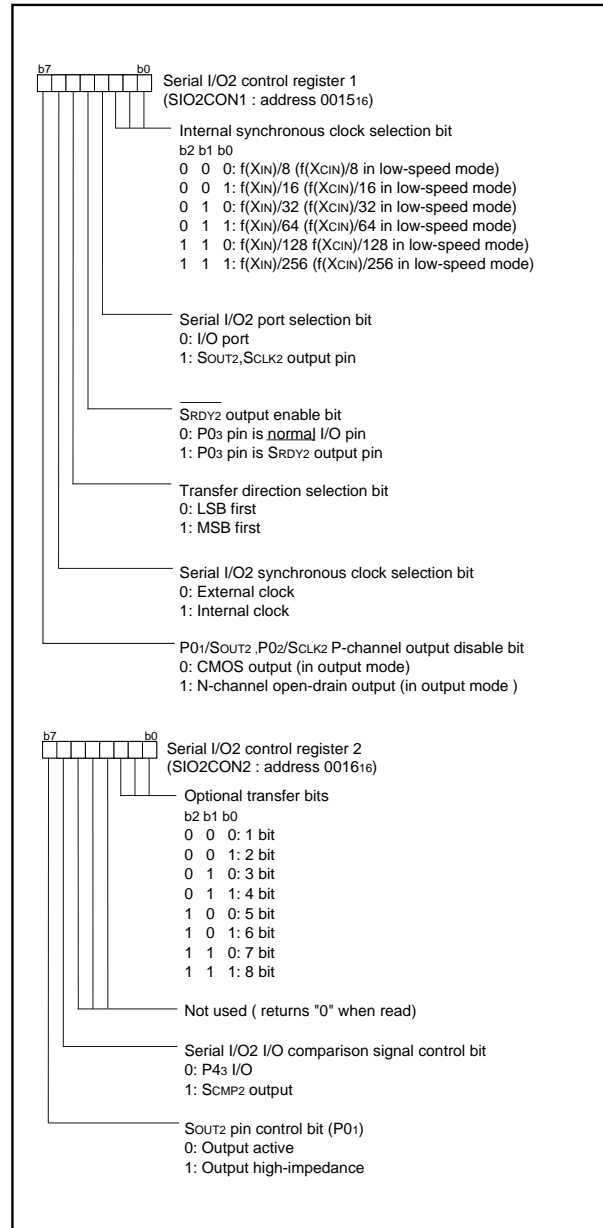 b7 b0
Serial I/O2 control register 1
(SIO2CON1 : address 001516)
Internal synchronous clock selection bit
b2 b1 b0
0 0 0: f(XIN)/8 (f(XCIN)/8 in low-speed mode)
0 0 1: f(XIN)/16 (f(XCIN)/16 in low-speed mode)
0 1 0: f(XIN)/32 (f(XCIN)/32 in low-speed mode)
0 1 1: f(XIN)/64 (f(XCIN)/64 in low-speed mode)
1 1 0: f(XIN)/128 f(XCIN)/128 in low-speed mode)
1 1 1: f(XIN)/256 (f(XCIN)/256 in low-speed mode)
Serial I/O2 port selection bit
0: I/O port
1: SOUT2,SCLK2 output pin
SRDY2 output enable bit
0: P03 pin is normal I/O pin
1: P03 pin is SRDY2 output pin
Transfer direction selection bit
0: LSB first
1: MSB first
Serial I/O2 synchronous clock selection bit
0: External clock
1: Internal clock
P01/SOUT2 ,P02/SCLK2 P-channel output disable bit
0: CMOS output (in output mode)
1: N-channel open-drain output (in output mode )
b7 b0
Serial I/O2 control register 2
(SIO2CON2 : address 001616)
Optional transfer bits
b2 b1 b0
0 0 0: 1 bit
0 0 1: 2 bit
0 1 0: 3 bit
0 1 1: 4 bit
1 0 0: 5 bit
1 0 1: 6 bit
1 1 0: 7 bit
1 1 1: 8 bit
Not used ( returns "0" when read)
Serial I/O2 I/O comparison signal control bit
0: P43 I/O
1: SCMP2 output
SOUT2 pin control bit (P01)
0: Output active
1: Output high-impedance